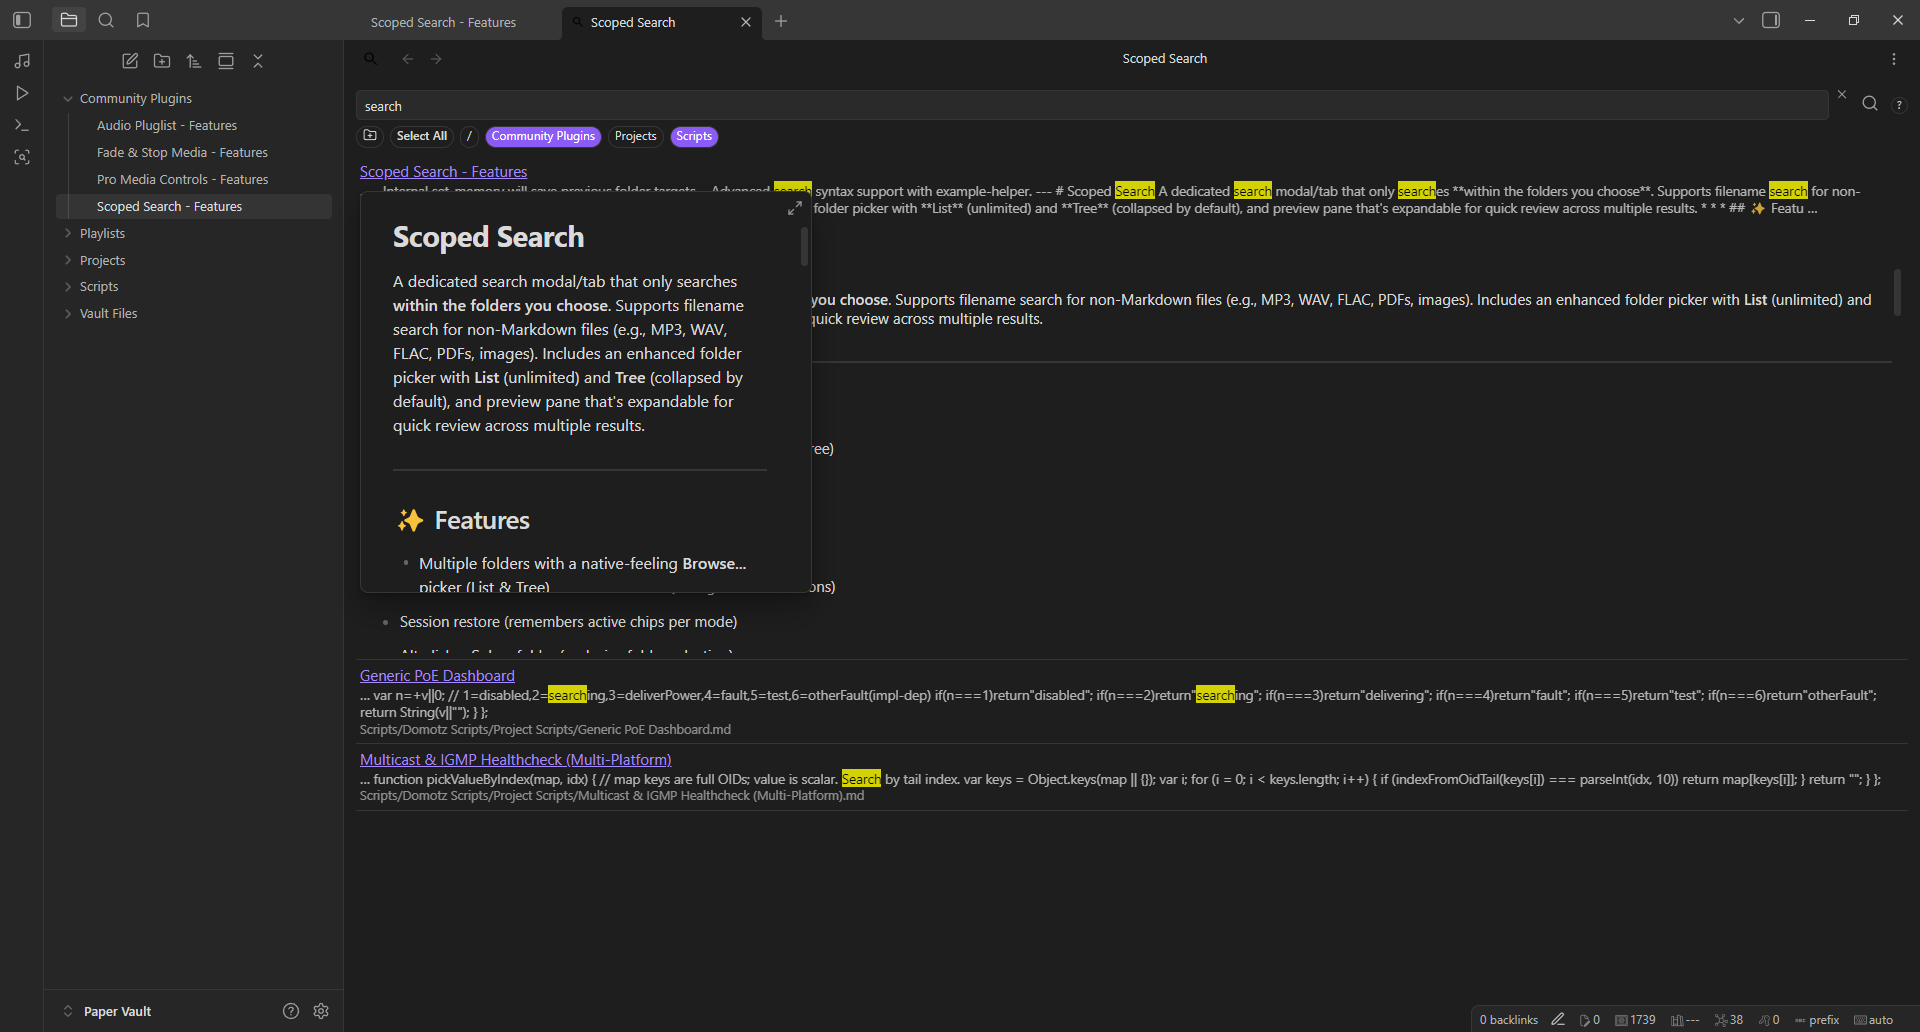 Scoped Search - Features
Scoped Search
Scoped Search
Community Plugins
Audio Pluglist - Features
Fade & Stop Media - Features
Pro Media Controls - Features
Scoped Search - Features
Playlists
Projects
Scripts
Vault Files
Paper Vault
search
Select All
/
Community Plugins
Projects
Scripts
Scoped Search - Features
syntax support with example-helper. --- # Scoped Search A dedicated search modal/tab that only searches **within the folders you choose**. Supports filename search for non-
folder picker with **List** (unlimited) and **Tree** (collapsed by default), and preview pane that's expandable for quick review across multiple results. * * * ## ✨ Featu ...
Scoped Search
A dedicated search modal/tab that only searches
within the folders you choose. Supports filename
search for non-Markdown files (e.g., MP3, WAV,
FLAC, PDFs, images). Includes an enhanced folder
picker with List (unlimited) and Tree (collapsed by
default), and preview pane that's expandable for
quick review across multiple results.
✨ Features
Multiple folders with a native-feeling Browse...
picker (List & Tree)
you choose. Supports filename search for non-Markdown files (e.g., MP3, WAV, FLAC, PDFs, images). Includes an enhanced folder picker with List (unlimited) and
quick review across multiple results.
ree)
ons)
Session restore (remembers active chips per mode)
Generic PoE Dashboard
... var n=+v||0; // 1=disabled,2=searching,3=deliverPower,4=fault,5=test,6=otherFault(impl-dep) if(n===1)return"disabled"; if(n===2)return"searching"; if(n===3)return"delivering"; if(n===4)return"fault"; if(n===5)return"test"; if(n===6)return"otherFault";
return String(v||""); } };
Scripts/Domotz Scripts/Project Scripts/Generic PoE Dashboard.md
Multicast & IGMP Healthcheck (Multi-Platform)
... function pickValueByIndex(map, idx) { // map keys are full OIDs; value is scalar. Search by tail index. var keys = Object.keys(map || {}); var i; for (i = 0; i < keys.length; i++) { if (indexFromOidTail(keys[i]) === parseInt(idx, 10)) return map[keys[i]]; } return ""; } };
Scripts/Domotz Scripts/Project Scripts/Multicast & IGMP Healthcheck (Multi-Platform).md
0 backlinks
0
1739
---
38
0
prefix
auto